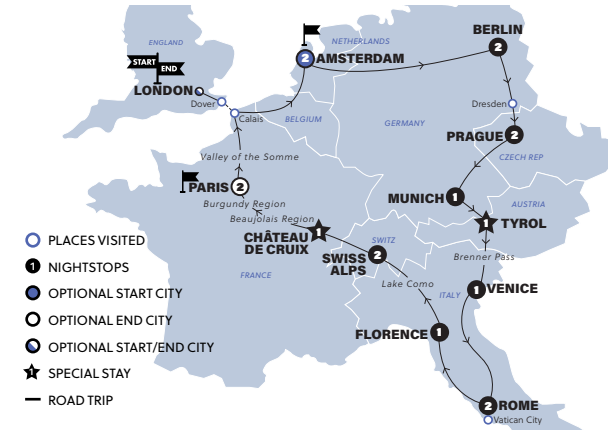 BERLIN
2
ENGLAND
NETHERLANDS
START
END
2 AMSTERDAM
LONDON
Dover
Calais
BELGIUM
GERMANY
Dresden
PRAGUE 2
CZECH REP
Valley of the Somme
PARIS 2
MUNICH 1
AUSTRIA
Burgundy Region
Beaujolais Region
1 TYROL
CHÂTEAU
DE CRUIX
1
SWITZ
SWISS
ALPS
2
Brenner Pass
FRANCE
Lake Como
ITALY
1 VENICE
FLORENCE 1
2 ROME
Vatican City
PLACES VISITED
1 NIGHTSTOPS
OPTIONAL START CITY
OPTIONAL END CITY
OPTIONAL START/END CITY
1 SPECIAL STAY
ROAD TRIP